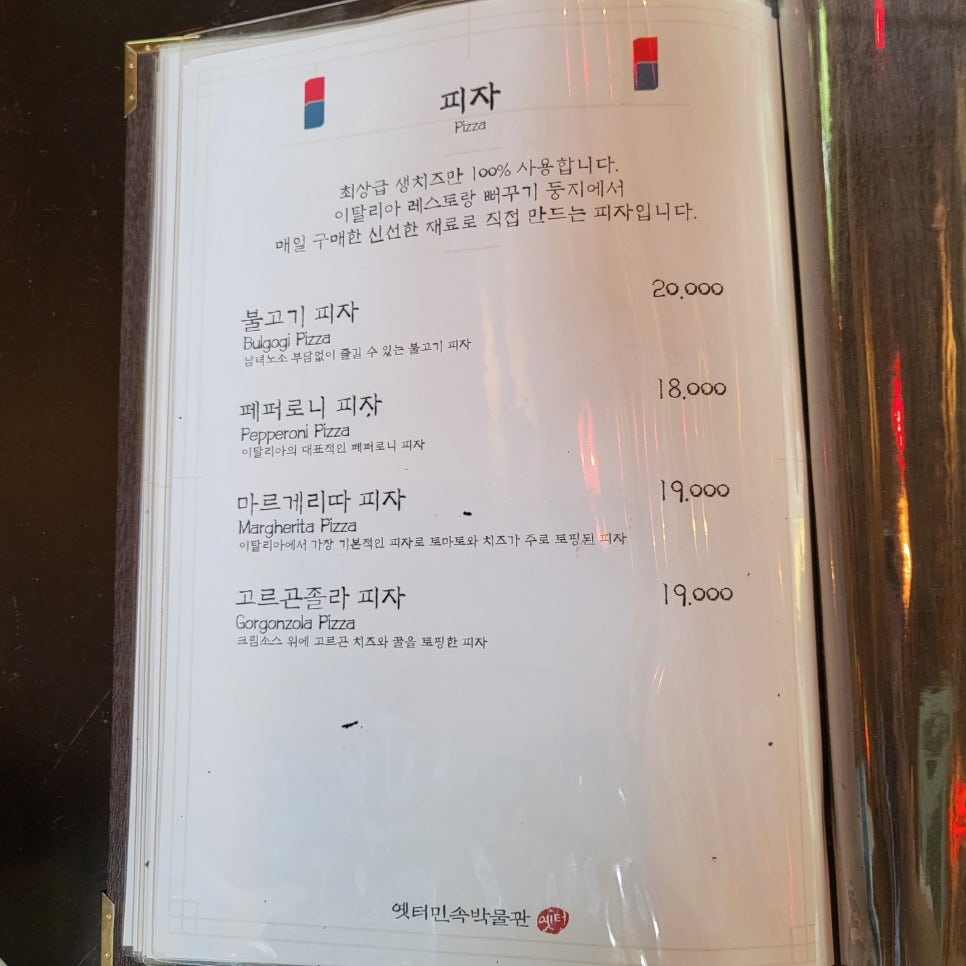 피자
Pizza
최상급 생치즈만 100% 사용합니다.
이탈리아 레스토랑 뻐꾸기 둥지에서
매일 구매한 신선한 재료로 직접 만드는 피자입니다.
불고기 피자 20,000
Bulgogi Pizza
남녀노소 부담없이 즐길 수 있는 불고기 피자
페퍼로니 피자 18,000
Pepperoni Pizza
이탈리아의 대표적인 페퍼로니 피자
마르게리따 피자 19,000
Margherita Pizza
이탈리아에서 가장 기본적인 피자로 토마토와 치즈가 주로 토핑된 피자
고르곤졸라 피자 19,000
Gorgonzola Pizza
크림소스 위에 고르곤 치즈와 꿀을 토핑한 피자
옛터민속박물관 옛터